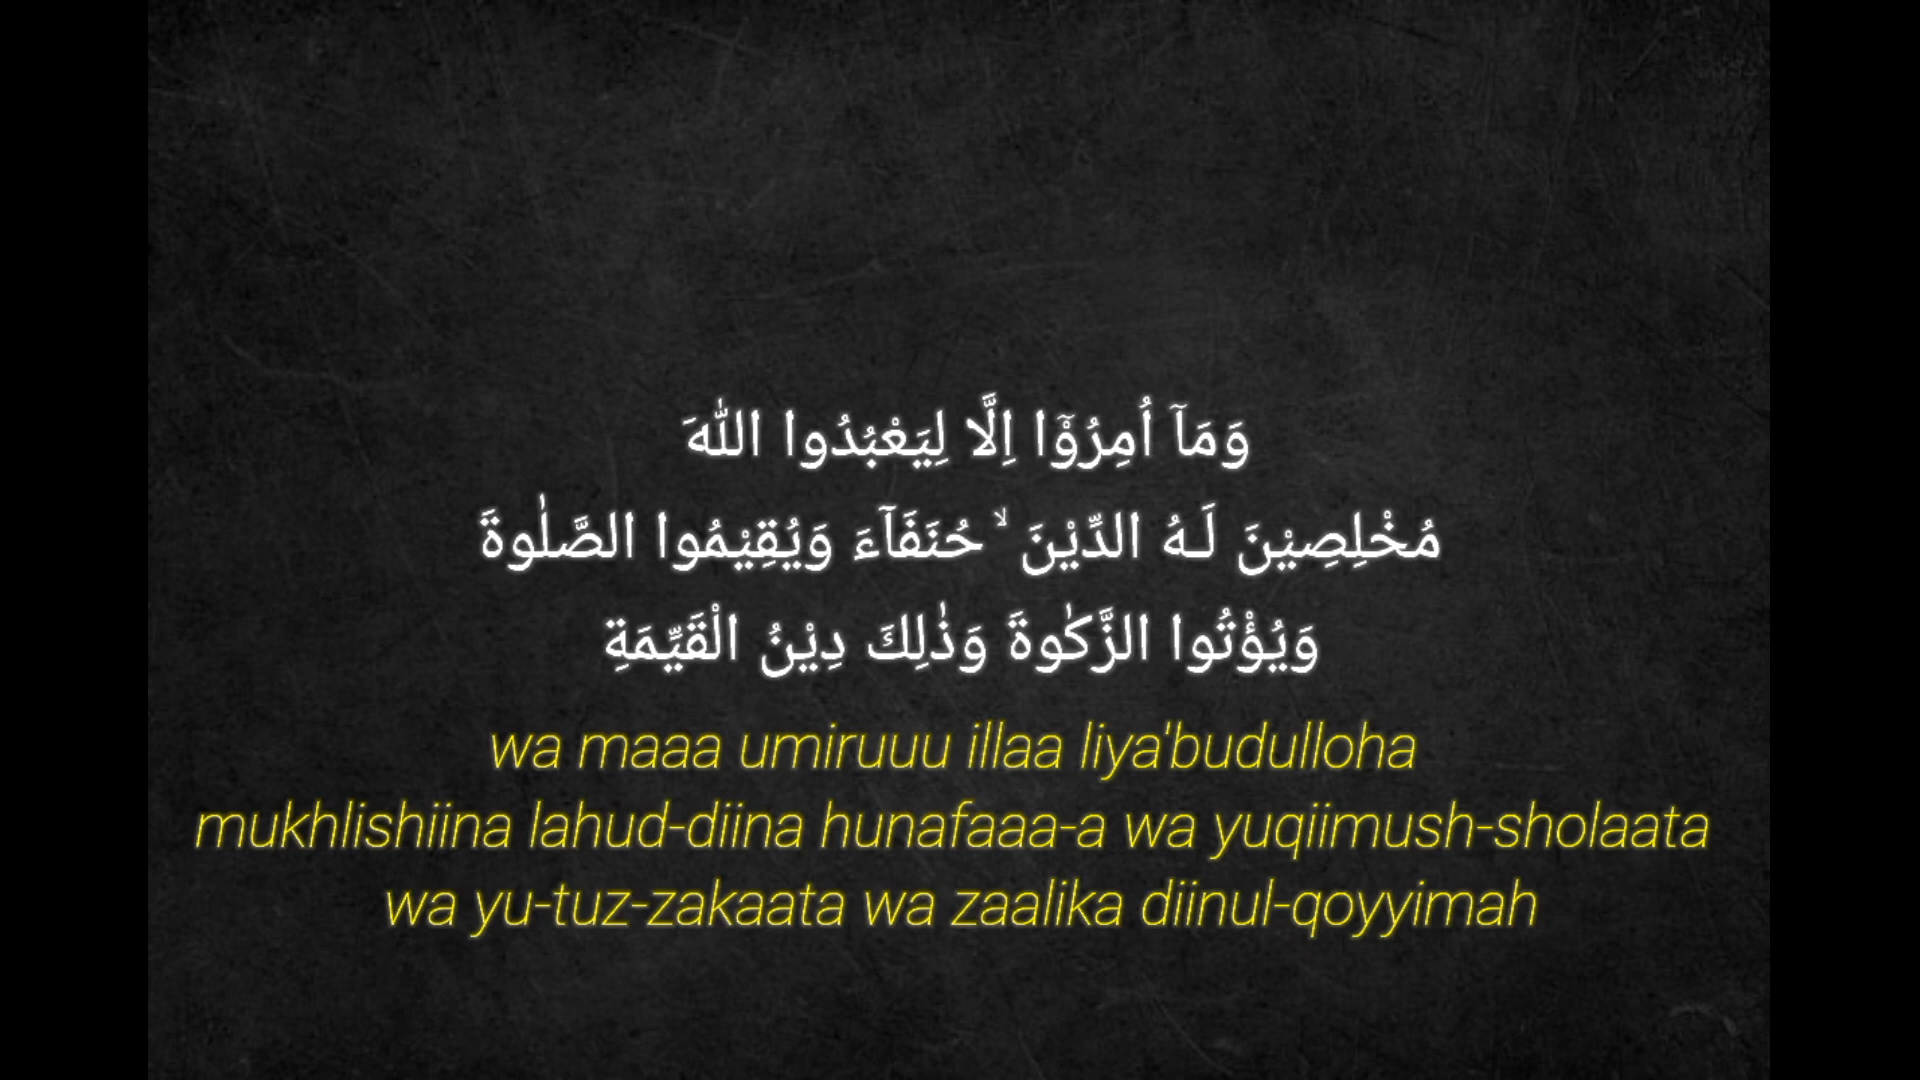 وَمَآ اُمِرُوْٓا اِلَّا لِيَعْبُدُوا اللّٰهَ
مُخْلِصِيْنَ لَـهُ الدِّيْنَ ۙ حُنَفَآءَ وَيُقِيْمُوا الصَّلٰوةَ
وَيُؤْتُوا الزَّكٰوةَ وَذٰلِكَ دِيْنُ الْقَيِّمَةِ
wa maaa umiruuu illaa liya'budulloha
mukhlishiina lahud-diina hunafaaa-a wa yuqiimush-sholaata
wa yu-tuz-zakaata wa zaalika diinul-qoyyimah